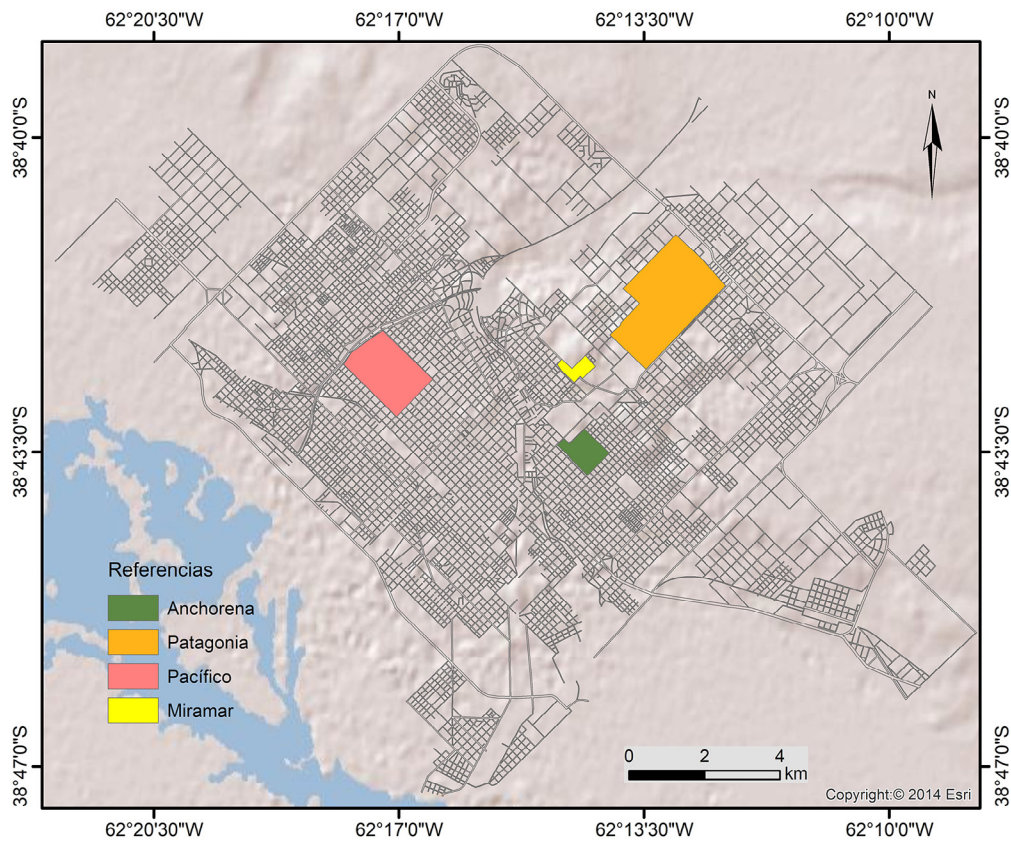 62°20'30"W 62°17'0"W 62°13'30"W 62°10'0"W
38°40'0"S
38°40'0"S
N
38°43'30"S
38°43'30"S
Referencias
Anchorena
Patagonia
Pacífico
Miramar
0 2 4
km
38°47'0"S
38°47'0"S
Copyright:© 2014 Esri
62°20'30"W 62°17'0"W 62°13'30"W 62°10'0"W